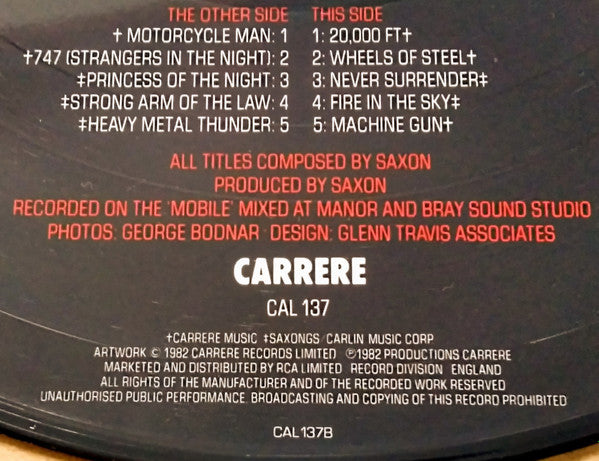 THE OTHER SIDE THIS SIDE
† MOTORCYCLE MAN: 1 1: 20,000 FT†
†747 (STRANGERS IN THE NIGHT): 2 2: WHEELS OF STEEL†
‡PRINCESS OF THE NIGHT: 3 3: NEVER SURRENDER‡
‡STRONG ARM OF THE LAW: 4 4: FIRE IN THE SKY‡
‡HEAVY METAL THUNDER: 5 5: MACHINE GUN†
ALL TITLES COMPOSED BY SAXON
PRODUCED BY SAXON
RECORDED ON THE 'MOBILE' MIXED AT MANOR AND BRAY SOUND STUDIO
PHOTOS: GEORGE BODNAR · DESIGN: GLENN TRAVIS ASSOCIATES
CARRERE
CAL 137
†CARRERE MUSIC ‡SAXONGS/CARLIN MUSIC CORP
ARTWORK © 1982 CARRERE RECORDS LIMITED ℗1982 PRODUCTIONS CARRERE
MARKETED AND DISTRIBUTED BY RCA LIMITED RECORD DIVISION ENGLAND
ALL RIGHTS OF THE MANUFACTURER AND OF THE RECORDED WORK RESERVED
UNAUTHORISED PUBLIC PERFORMANCE, BROADCASTING AND COPYING OF THIS RECORD PROHIBITED
CAL 137B